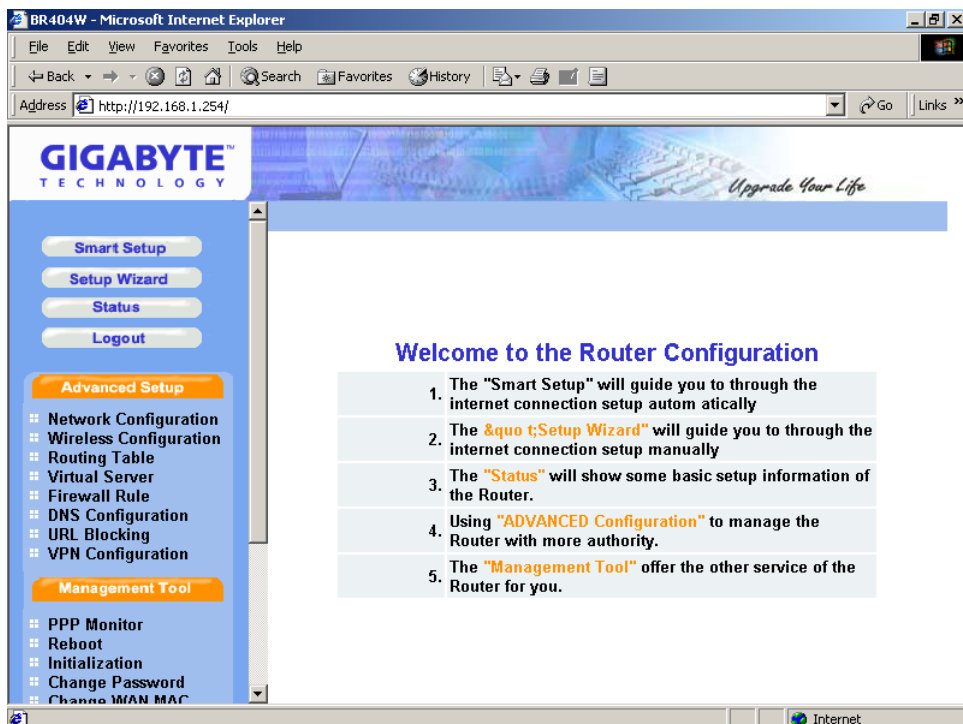 BR404W - Microsoft Internet Explorer
File Edit View Favorites Tools Help
Back Search Favorites History
Address http://192.168.1.254/ Go Links »
GIGABYTE™
TECHNOLOGY
Upgrade Your Life
Smart Setup
Setup Wizard
Status
Logout
Advanced Setup
Network Configuration
Wireless Configuration
Routing Table
Virtual Server
Firewall Rule
DNS Configuration
URL Blocking
VPN Configuration
Management Tool
PPP Monitor
Reboot
Initialization
Change Password
Change WAN MAC
Welcome to the Router Configuration
1. The "Smart Setup" will guide you to through the
internet connection setup autom atically
2. The &quo t;Setup Wizard" will guide you to through the
internet connection setup manually
3. The "Status" will show some basic setup information of
the Router.
4. Using "ADVANCED Configuration" to manage the
Router with more authority.
5. The "Management Tool" offer the other service of the
Router for you.
Internet